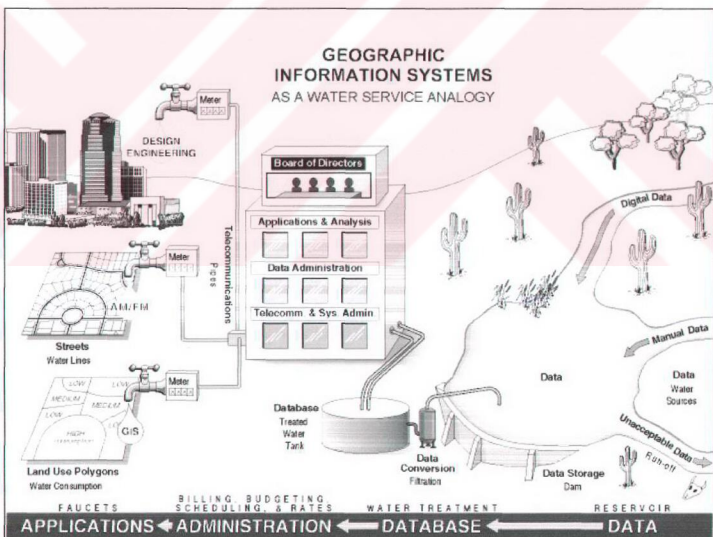 GEOGRAPHIC
INFORMATION SYSTEMS
AS A WATER SERVICE ANALOGY
Meter
DESIGN
ENGINEERING
Board of Directors
Applications & Analysis
Data Administration
Telecomm & Sys. Admin
Telecommunications
Pipes
Meter
AM/FM
Streets
Water Lines
Meter
LOW
LOW
MEDIUM
MEDIUM
LOW
HIGH
GIS
Land Use Polygons
Water Consumption
Database
Treated
Water
Tank
Data
Conversion
Filtration
Digital Data
Manual Data
Data
Data
Water
Sources
Unacceptable Data
Run-off
Data Storage
Dam
FAUCETS
BILLING, BUDGETING,
SCHEDULING, & RATES
WATER TREATMENT
RESERVOIR
APPLICATIONS ADMINISTRATION DATABASE DATA